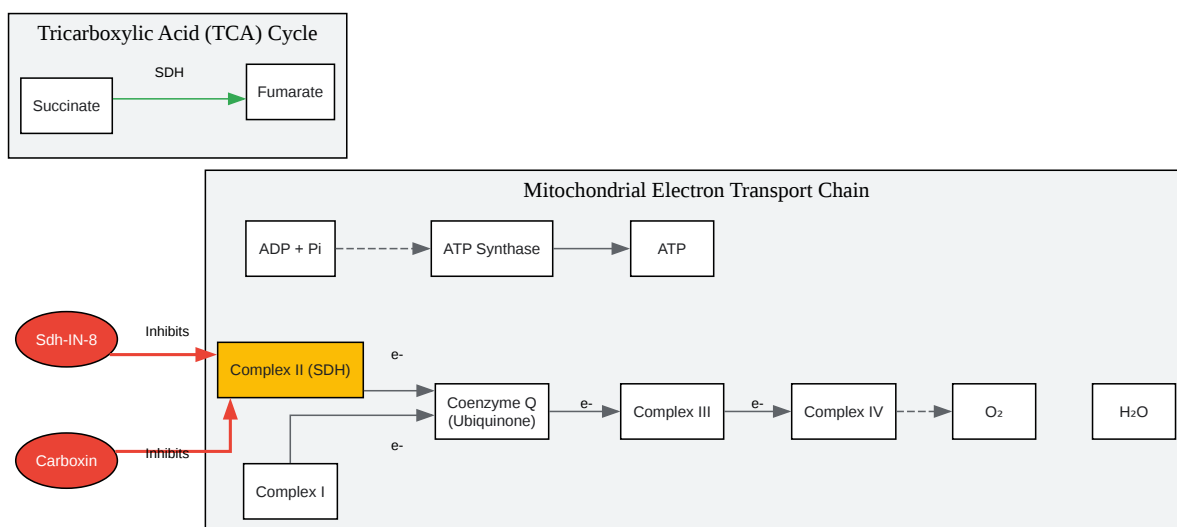 Tricarboxylic Acid (TCA) Cycle
SDH
Succinate
Fumarate
Mitochondrial Electron Transport Chain
ADP + Pi
ATP Synthase
ATP
Sdh-IN-8
Inhibits
Complex II (SDH)
e-
Coenzyme Q
(Ubiquinone)
e-
Complex III
e-
Complex IV
O₂
H₂O
Carboxin
Inhibits
e-
Complex I